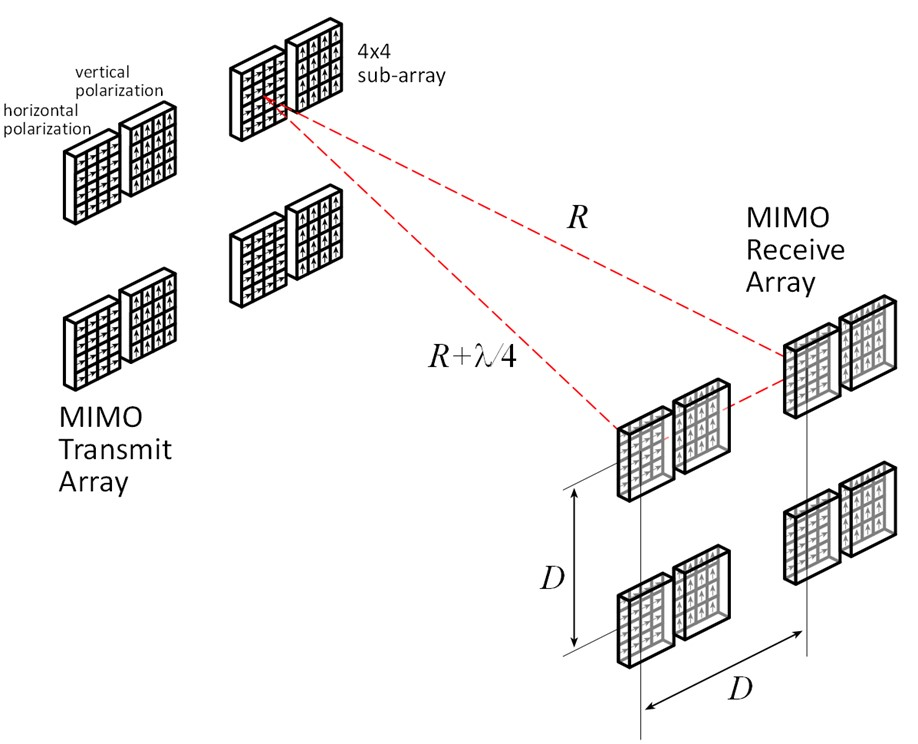 vertical
polarization
horizontal
polarization
4x4
sub-array
R
MIMO
Receive
Array
R+λ/4
MIMO
Transmit
Array
D
D